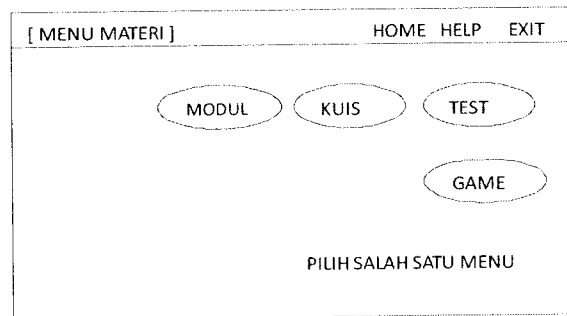 [ MENU MATERI ] HOME HELP EXIT
MODUL KUIS TEST
GAME
PILIH SALAH SATU MENU